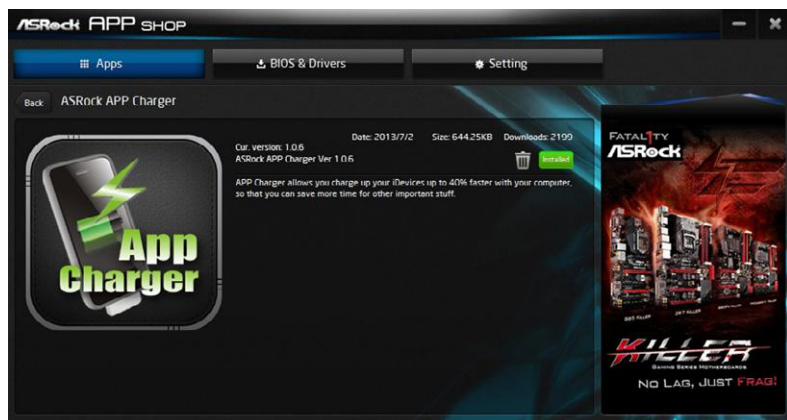 ASRock APP SHOP
Apps
BIOS & Drivers
Setting
Back
ASRock APP Charger
Date: 2013/7/2 Size: 644.25KB Downloads: 2199
Cur. version: 1.0.6
ASRock APP Charger Ver 1.0.6
Installed
APP Charger allows you charge up your iDevices up to 40% faster with your computer,
so that you can save more time for other important stuff.
App
Charger
FATAL1TY
ASRock
KILLER
GAMING SERIES MOTHERBOARDS
NO LAG, JUST FRAG!